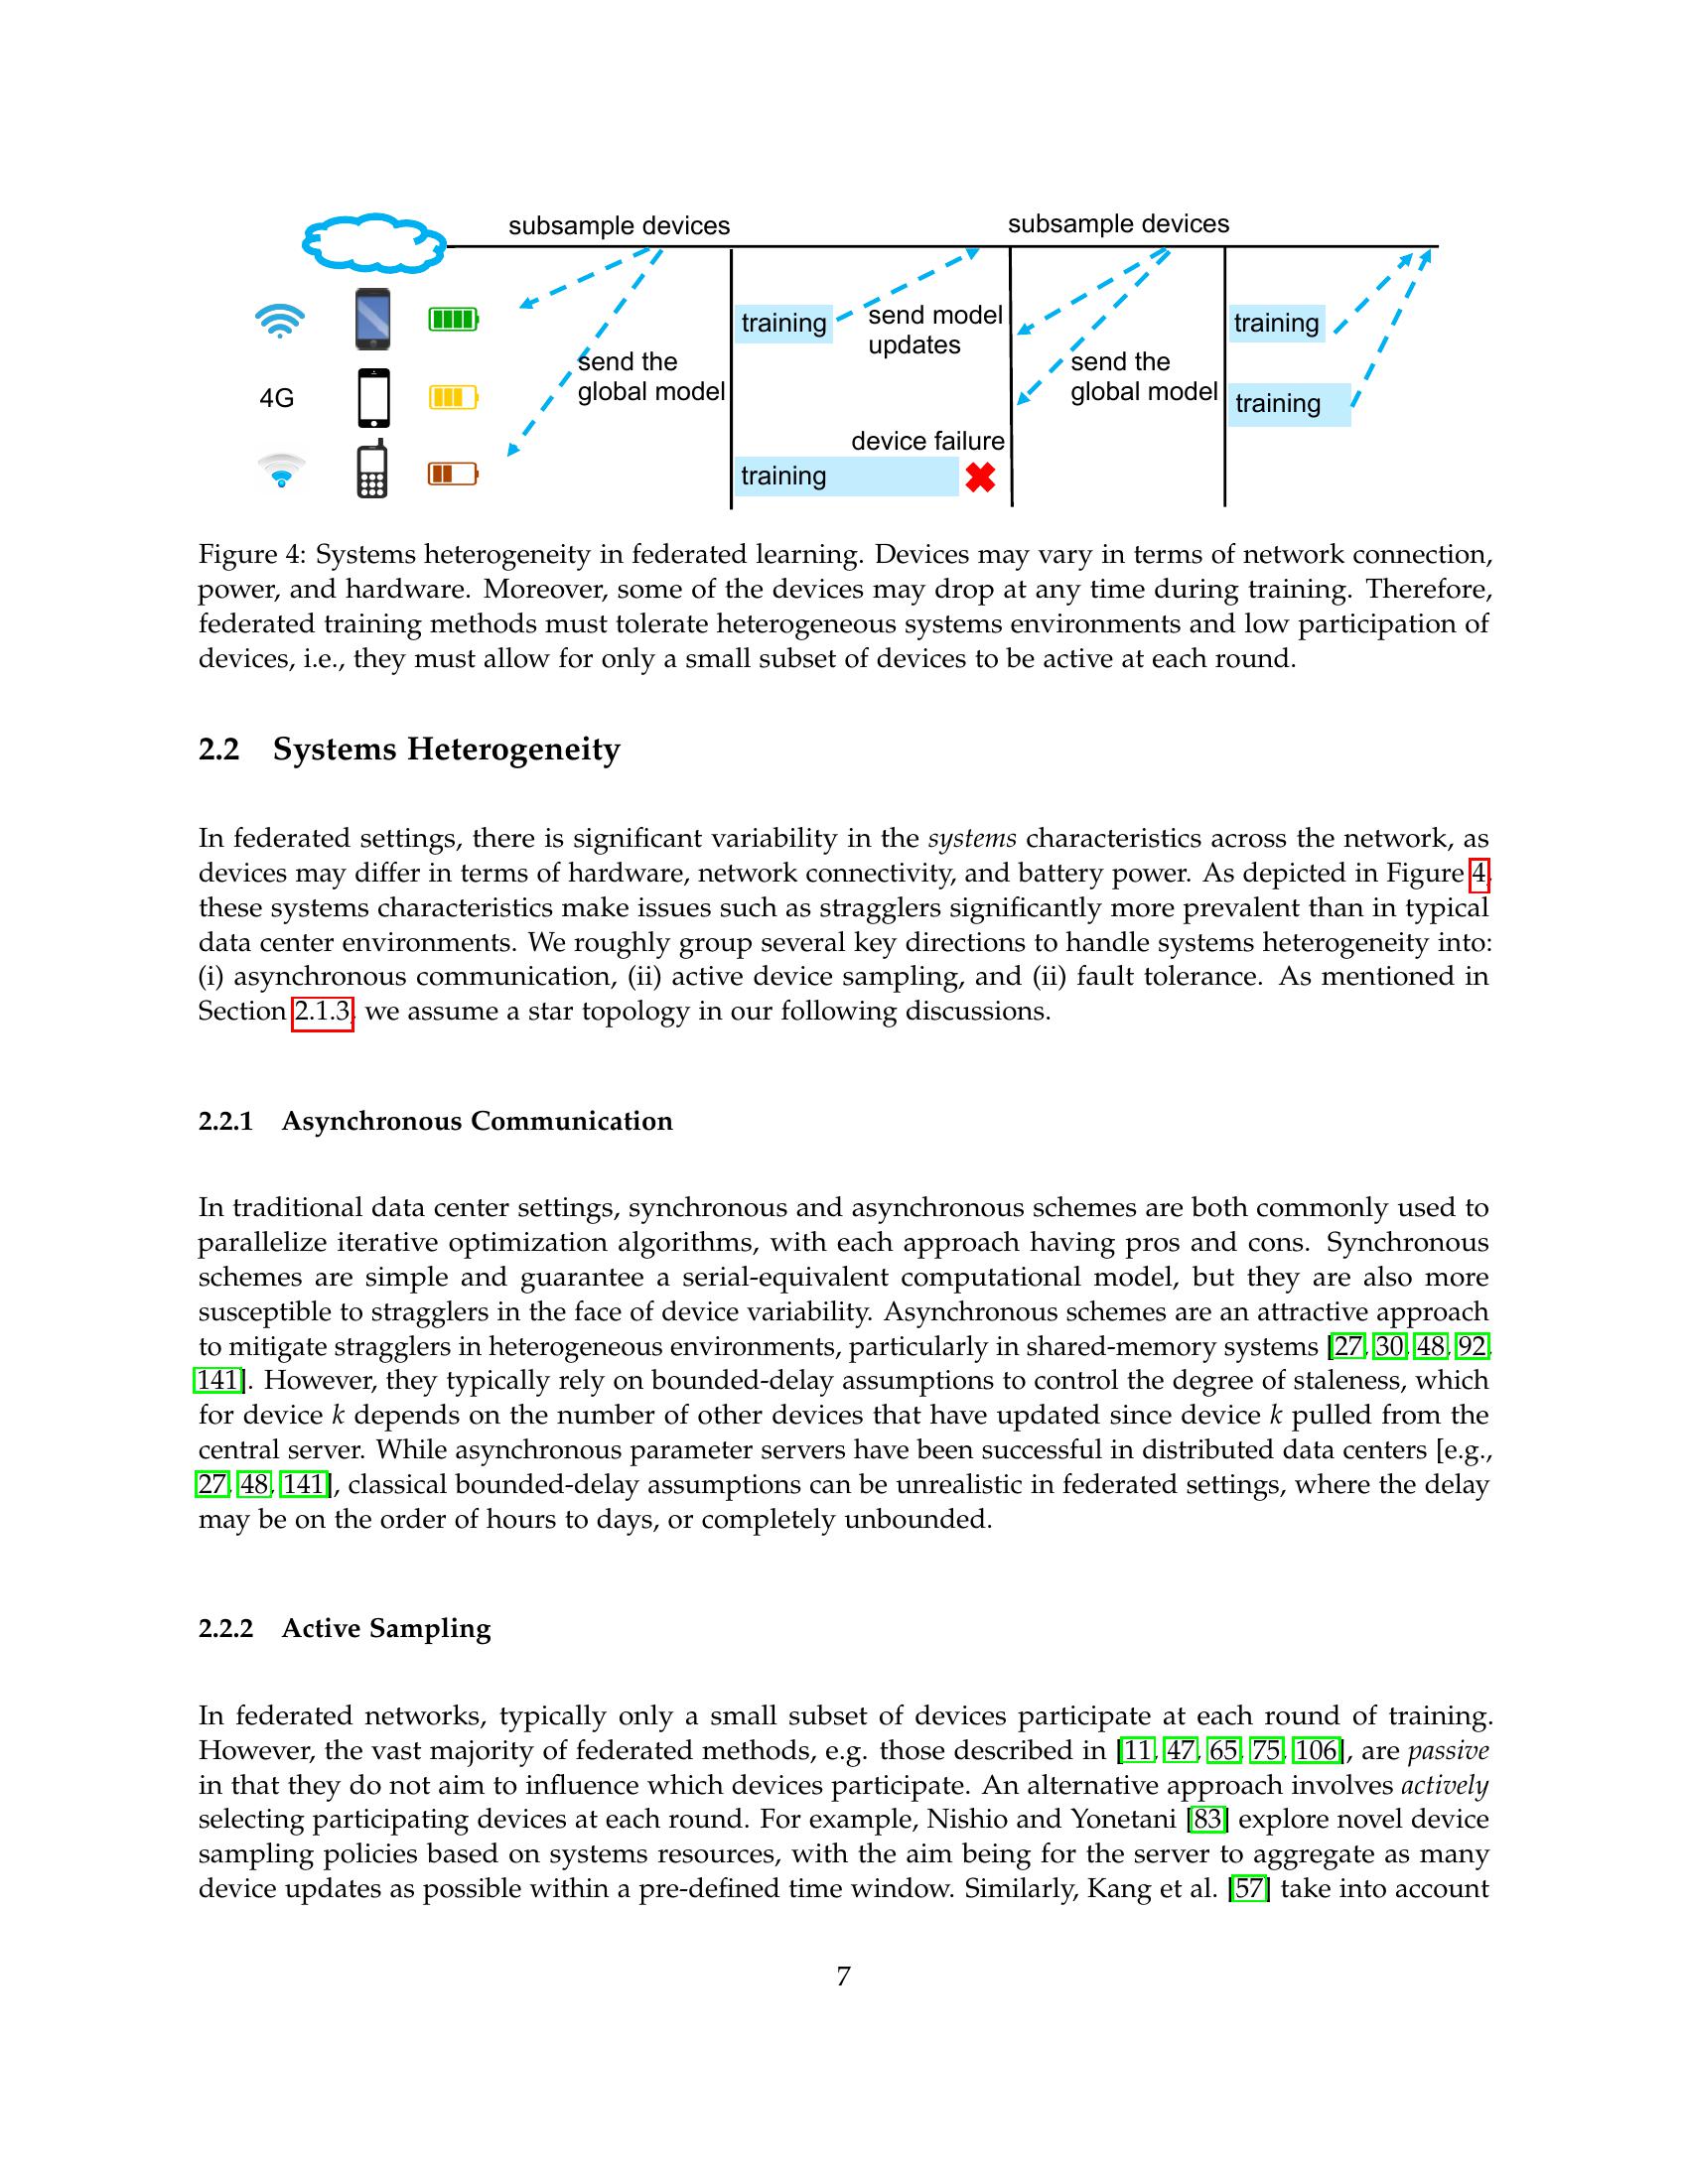 subsample devices
subsample devices
training
send model
updates
training
send the
global model
send the
global model
4G
training
device failure
training
Figure 4: Systems heterogeneity in federated learning. Devices may vary in terms of network connection,
power, and hardware. Moreover, some of the devices may drop at any time during training. Therefore,
federated training methods must tolerate heterogeneous systems environments and low participation of
devices, i.e., they must allow for only a small subset of devices to be active at each round.
2.2 Systems Heterogeneity
In federated settings, there is significant variability in the systems characteristics across the network, as
devices may differ in terms of hardware, network connectivity, and battery power. As depicted in Figure 4,
these systems characteristics make issues such as stragglers significantly more prevalent than in typical
data center environments. We roughly group several key directions to handle systems heterogeneity into:
(i) asynchronous communication, (ii) active device sampling, and (ii) fault tolerance. As mentioned in
Section 2.1.3, we assume a star topology in our following discussions.
2.2.1 Asynchronous Communication
In traditional data center settings, synchronous and asynchronous schemes are both commonly used to
parallelize iterative optimization algorithms, with each approach having pros and cons. Synchronous
schemes are simple and guarantee a serial-equivalent computational model, but they are also more
susceptible to stragglers in the face of device variability. Asynchronous schemes are an attractive approach
to mitigate stragglers in heterogeneous environments, particularly in shared-memory systems [27, 30, 48, 92,
141]. However, they typically rely on bounded-delay assumptions to control the degree of staleness, which
for device k depends on the number of other devices that have updated since device k pulled from the
central server. While asynchronous parameter servers have been successful in distributed data centers [e.g.,
27, 48, 141], classical bounded-delay assumptions can be unrealistic in federated settings, where the delay
may be on the order of hours to days, or completely unbounded.
2.2.2 Active Sampling
In federated networks, typically only a small subset of devices participate at each round of training.
However, the vast majority of federated methods, e.g. those described in [11, 47, 65, 75, 106], are passive
in that they do not aim to influence which devices participate. An alternative approach involves actively
selecting participating devices at each round. For example, Nishio and Yonetani [83] explore novel device
sampling policies based on systems resources, with the aim being for the server to aggregate as many
device updates as possible within a pre-defined time window. Similarly, Kang et al. [57] take into account
7